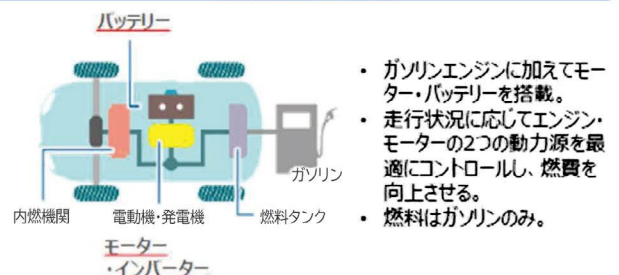 バッテリー
ガソリン
内燃機関
電動機・発電機
燃料タンク
モーター
・インバーター
・ ガソリンエンジンに加えてモー
ター・バッテリーを搭載。
・ 走行状況に応じてエンジン・
モーターの2つの動力源を最
適にコントロールし、燃費を
向上させる。
・ 燃料はガソリンのみ。